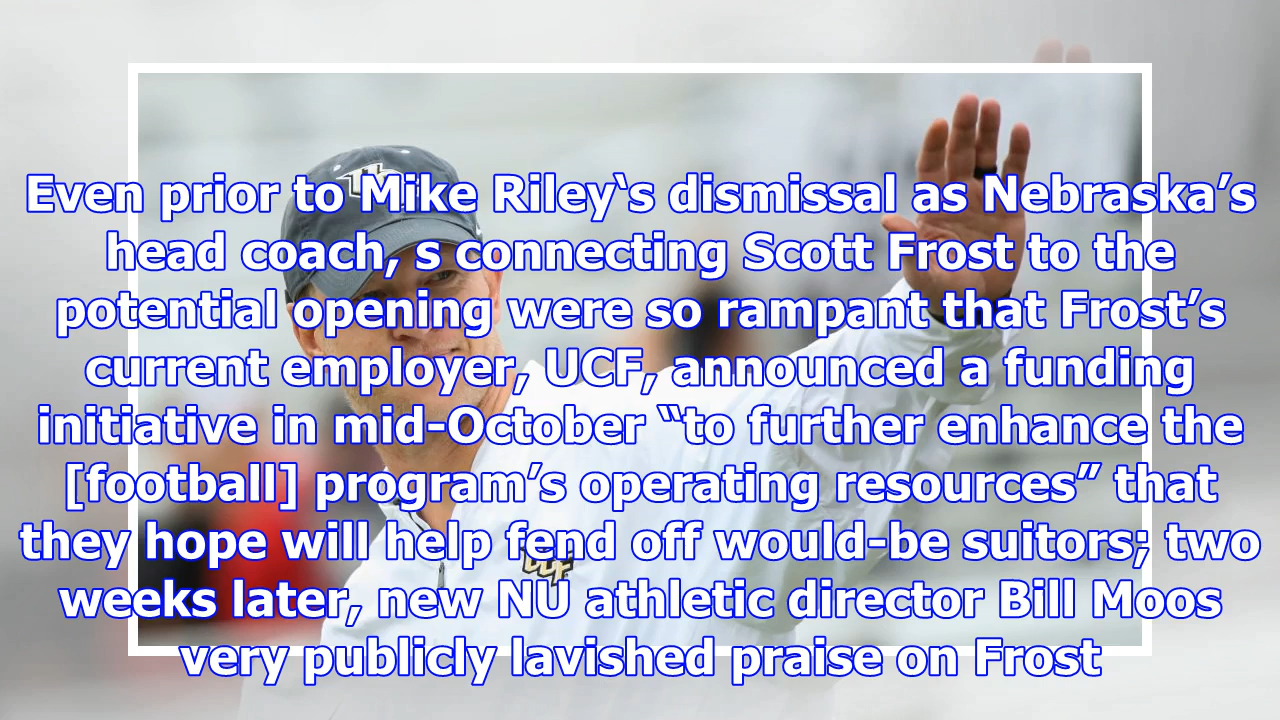 Even prior to Mike Riley‘s dismissal as Nebraska’s
head coach, s connecting Scott Frost to the
potential opening were so rampant that Frost’s
current employer, UCF, announced a funding
initiative in mid-October “to further enhance the
[football] program’s operating resources” that
they hope will help fend off would-be suitors; two
weeks later, new NU athletic director Bill Moos
very publicly lavished praise on Frost